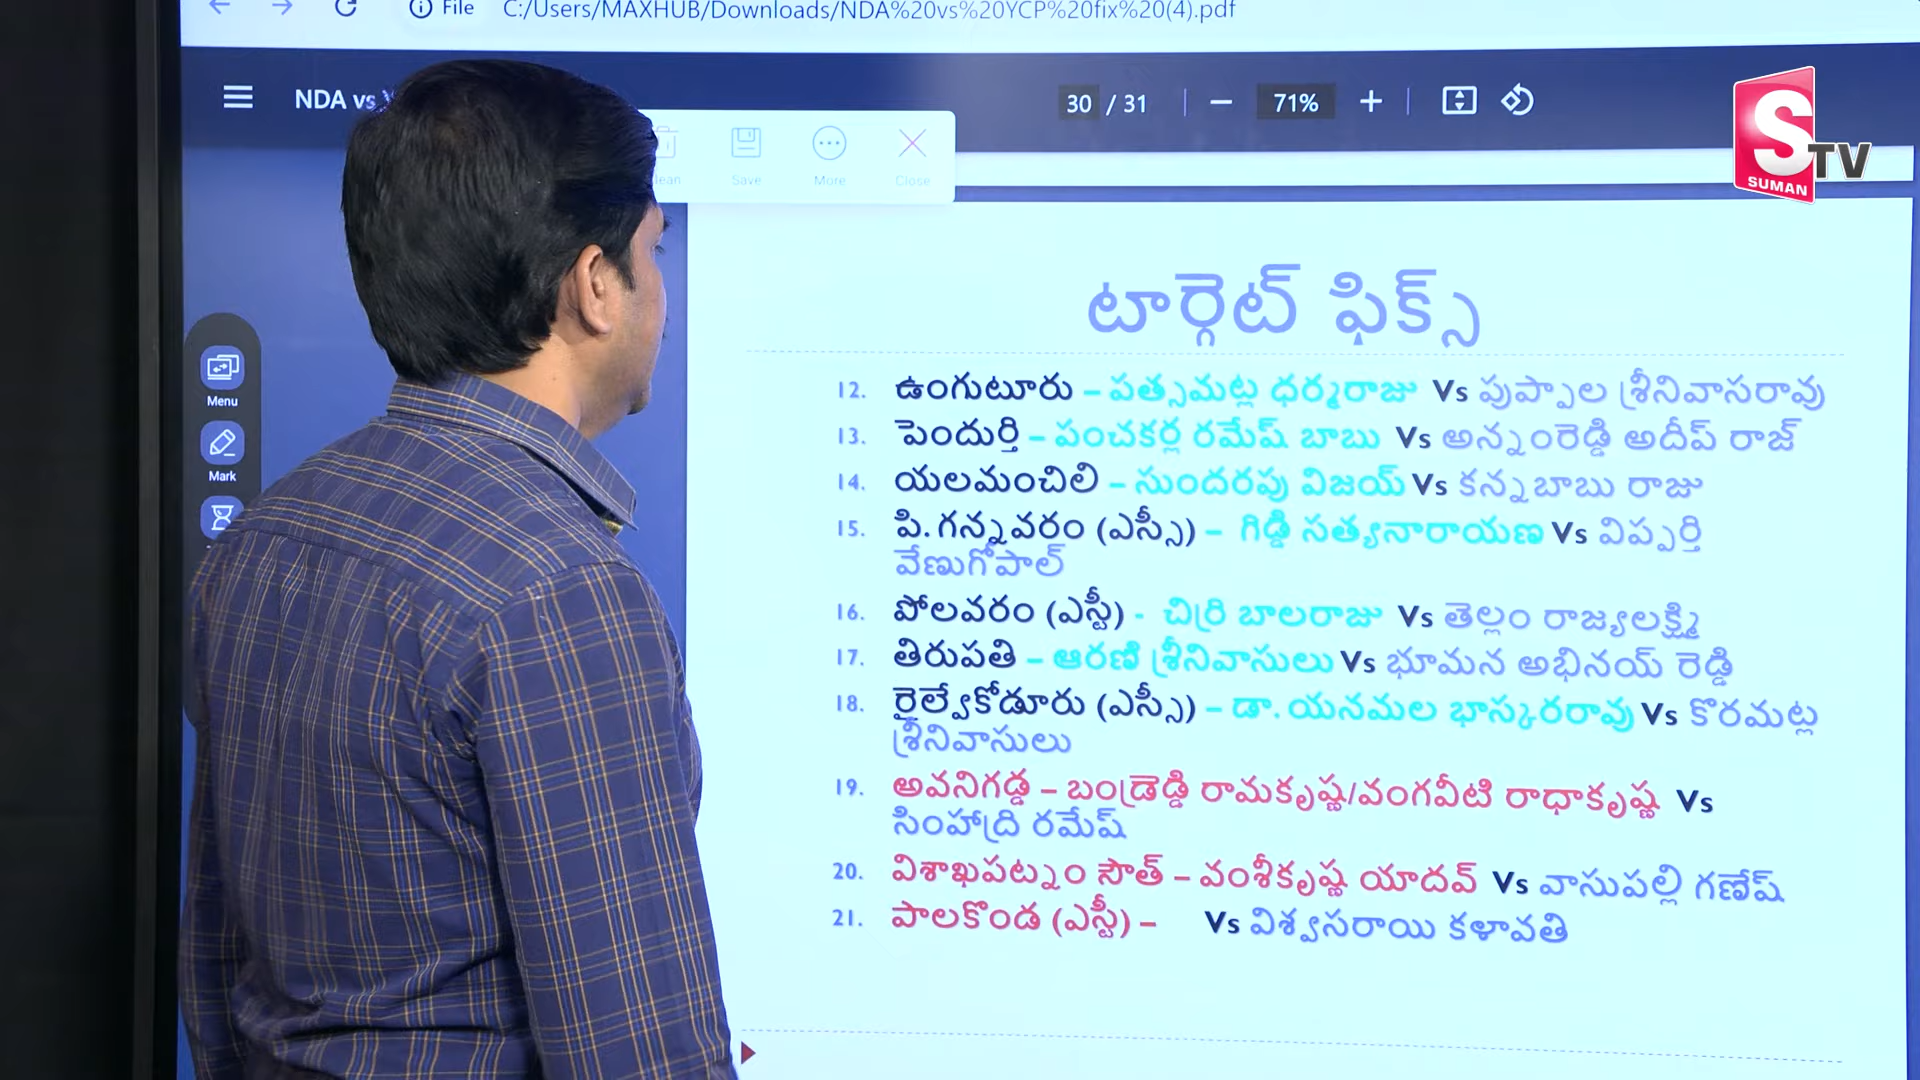 File C:/Users/MAXHUB/Downloads/NDA%20vs%20YCP%20fix%20(4).pdf
NDA vs
30 / 31
71%
Save
More
Close
S TV
SUMAN
టార్గెట్ ఫిక్స్
Menu
Mark
12. ఉంగుటూరు – పత్సమట్ల ధర్మరాజు Vs పుప్పాల శ్రీనివాసరావు
13. పెందుర్తి – పంచకర్ల రమేష్ బాబు Vs అన్నంరెడ్డి అదీప్ రాజ్
14. యలమంచిలి – సుందరపు విజయ్ Vs కన్నబాబు రాజు
15. పి.గన్నవరం (ఎస్సీ) – గిడ్డి సత్యనారాయణ Vs విప్పర్తి
వేణుగోపాల్
16. పోలవరం (ఎస్టీ) - చిర్రి బాలరాజు Vs తెల్లం రాజ్యలక్ష్మి
17. తిరుపతి – ఆరణి శ్రీనివాసులు Vs భూమన అభినయ్ రెడ్డి
18. రైల్వేకోడూరు (ఎస్సీ) – డా.యనమల భాస్కరరావు Vs కొరమట్ల
శ్రీనివాసులు
19. అవనిగడ్డ – బండ్రెడ్డి రామకృష్ణ/వంగవీటి రాధాకృష్ణ Vs
సింహాద్రి రమేష్
20. విశాఖపట్నం సౌత్ – వంశీకృష్ణ యాదవ్ Vs వాసుపల్లి గణేష్
21. పాలకొండ (ఎస్టీ) – Vs విశ్వసరాయి కళావతి